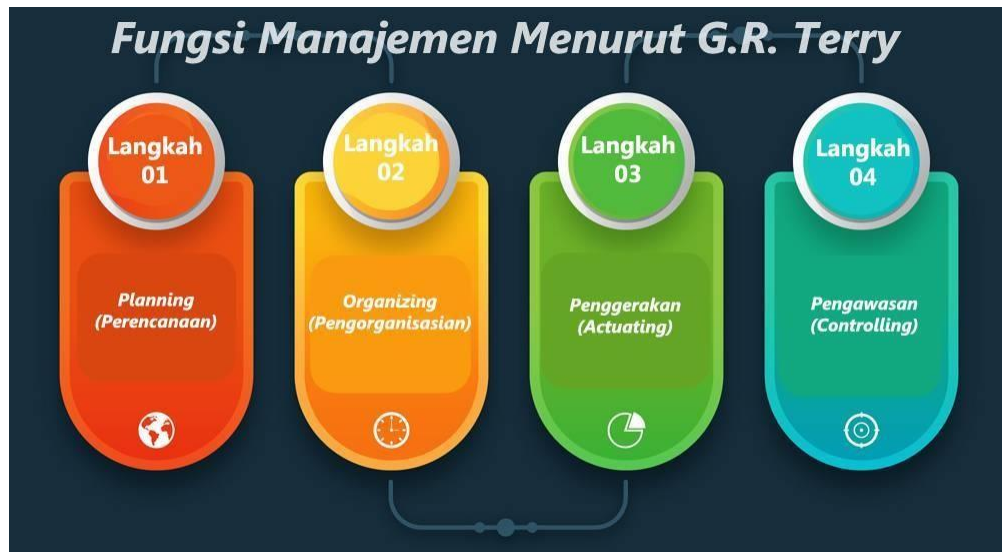 Fungsi Manajemen Menurut G.R. Terry
Langkah
01
Planning
(Perencanaan)
Langkah
02
Organizing
(Pengorganisasian)
Langkah
03
Penggerakan
(Actuating)
Langkah
04
Pengawasan
(Controlling)